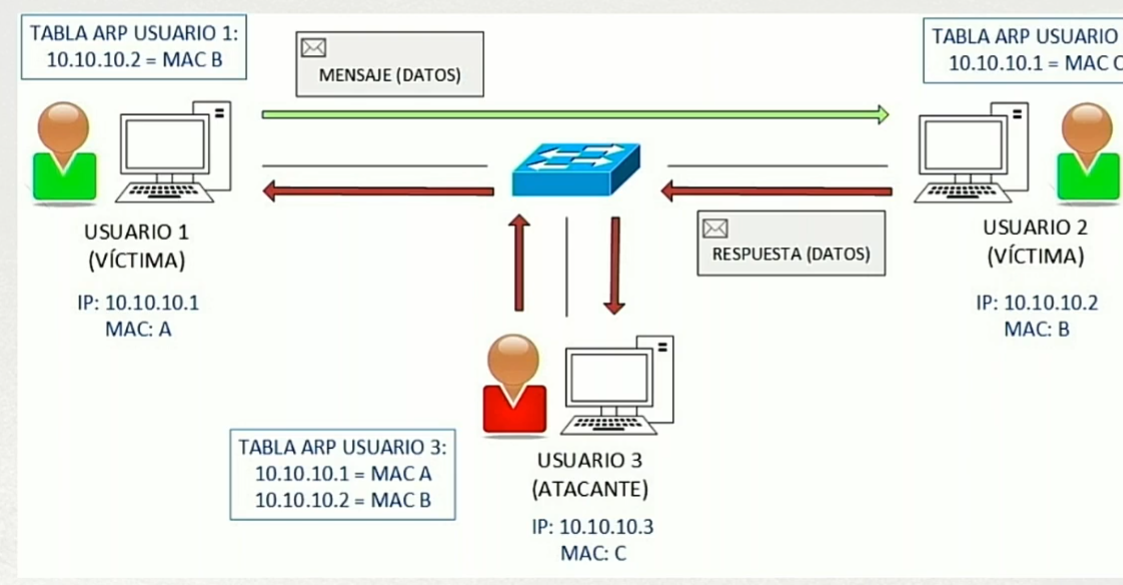 TABLA ARP USUARIO 1:
10.10.10.2 = MAC B
MENSAJE (DATOS)
TABLA ARP USUARIO
10.10.10.1 = MAC C
USUARIO 1
(VÍCTIMA)
IP: 10.10.10.1
MAC: A
RESPUESTA (DATOS)
USUARIO 2
(VÍCTIMA)
IP: 10.10.10.2
MAC: B
TABLA ARP USUARIO 3:
10.10.10.1 = MAC A
10.10.10.2 = MAC B
USUARIO 3
(ATACANTE)
IP: 10.10.10.3
MAC: C